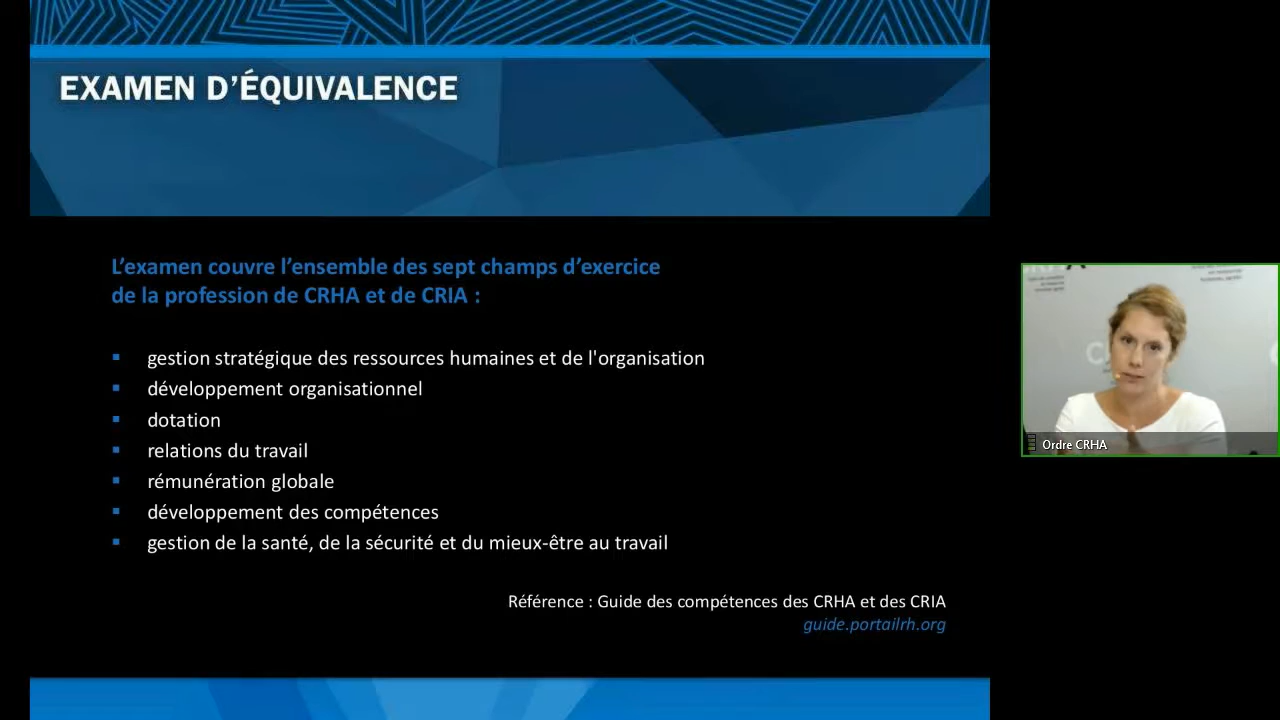 EXAMEN D’ÉQUIVALENCE
L’examen couvre l’ensemble des sept champs d’exercice
de la profession de CRHA et de CRIA :
▪ gestion stratégique des ressources humaines et de l'organisation
▪ développement organisationnel
▪ dotation
▪ relations du travail
▪ rémunération globale
▪ développement des compétences
▪ gestion de la santé, de la sécurité et du mieux-être au travail
Référence : Guide des compétences des CRHA et des CRIA
guide.portailrh.org
Ordre CRHA